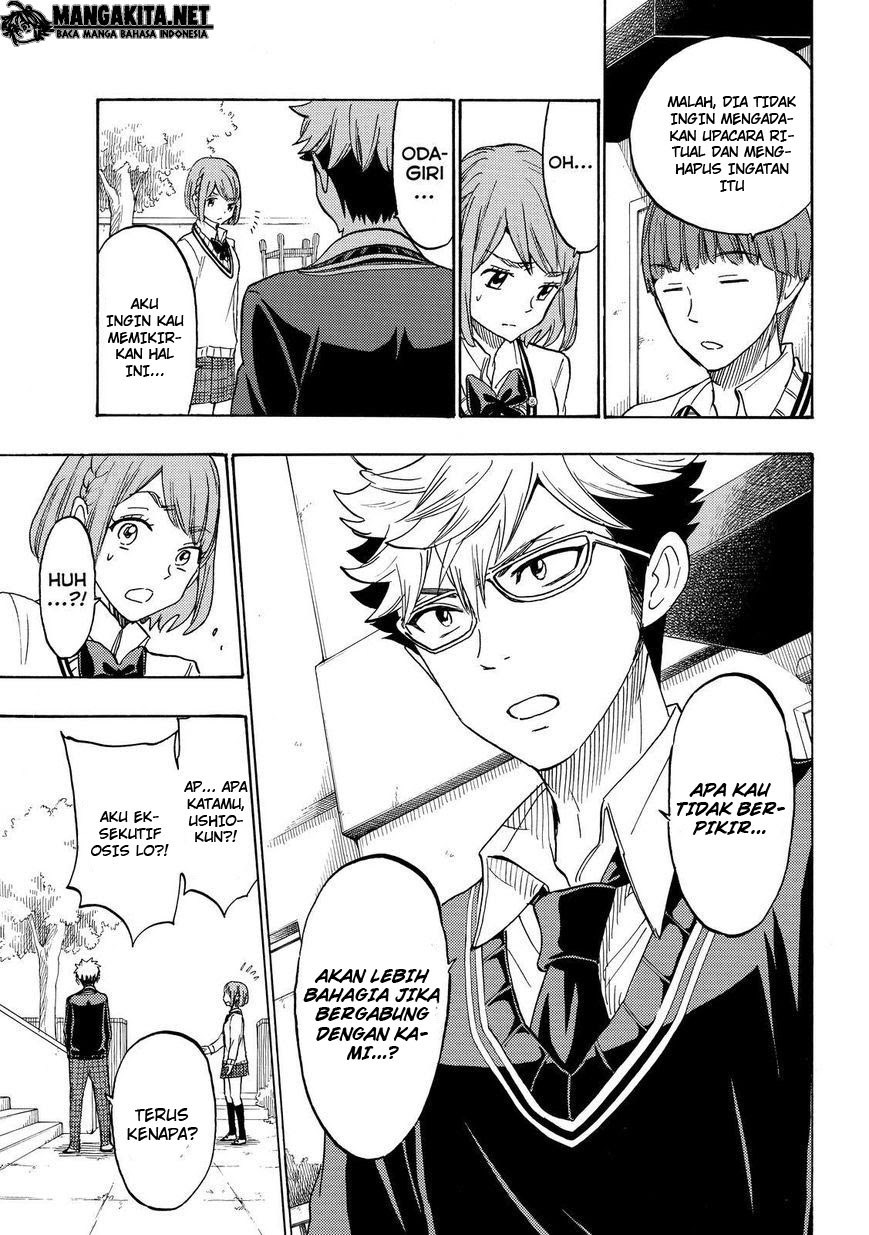 MANGAKITA.NET
BACA MANGA BAHASA INDONESIA
MALAH, DIA TIDAK
INGIN MENGADA-
KAN UPACARA RI-
TUAL DAN MENG-
HAPUS INGATAN
ITU
OH...
ODA-
GIRI
...
AKU
INGIN KAU
MEMIKIR-
KAN HAL
INI...
APA KAU
TIDAK BER-
PIKIR...
AKAN LEBIH
BAHAGIA JIKA
BERGABUNG
DENGAN KA-
MI...?
HUH
...?!
AP... APA
KATAMU,
USHIO-
KUN?!
AKU EK-
SEKUTIF
OSIS LO?!
TERUS
KENAPA?